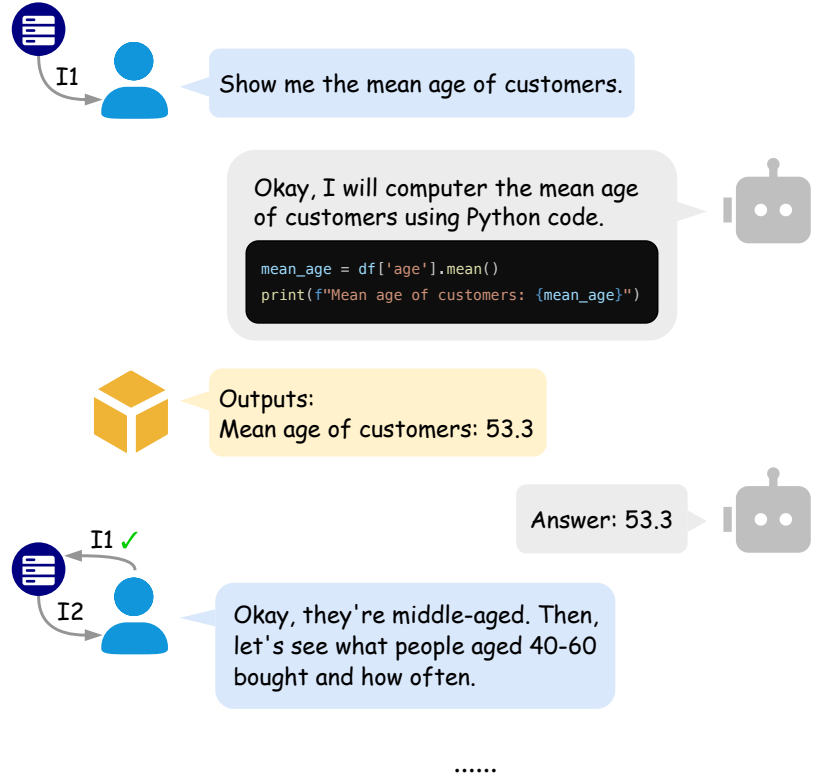 I1
Show me the mean age of customers.
Okay, I will computer the mean age
of customers using Python code.
mean_age = df['age'].mean()
print(f"Mean age of customers: {mean_age}")
Outputs:
Mean age of customers: 53.3
Answer: 53.3
I1 ✓
I2
Okay, they're middle-aged. Then,
let's see what people aged 40-60
bought and how often.
......